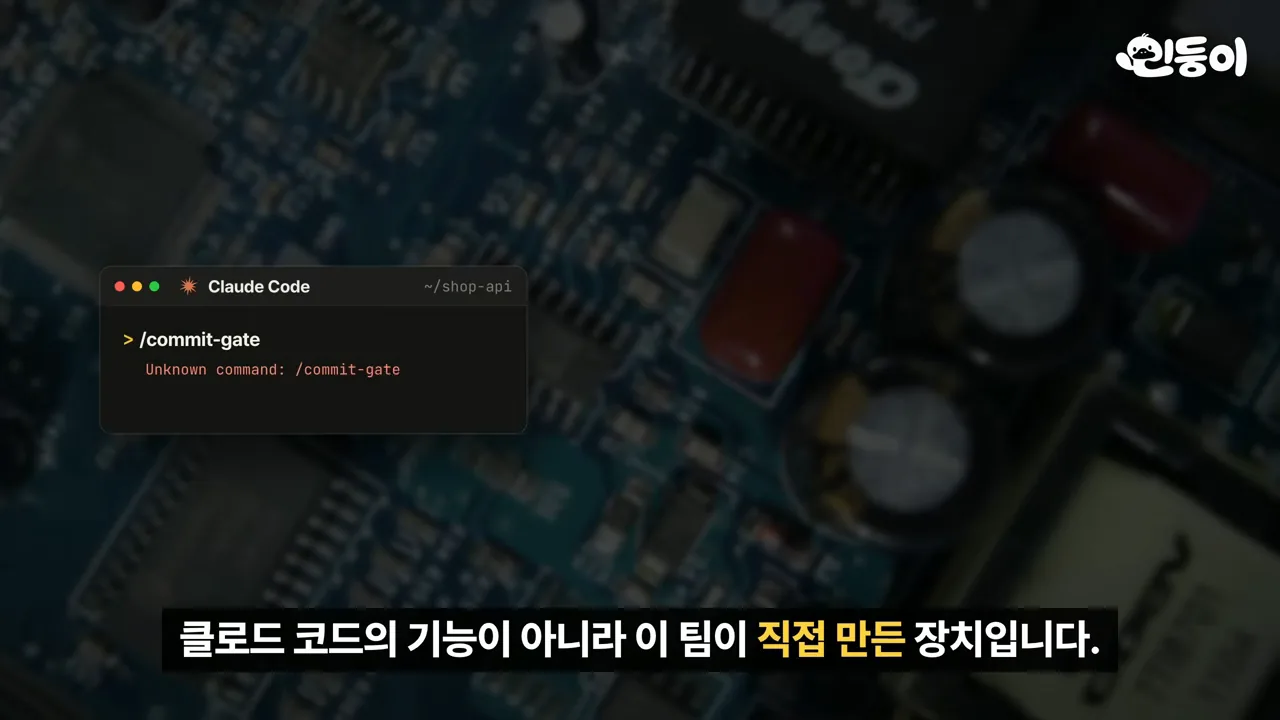 인둥이
Claude Code
~/shop-api
> /commit-gate
Unknown command: /commit-gate
클로드 코드의 기능이 아니라 이 팀이 직접 만든 장치입니다.